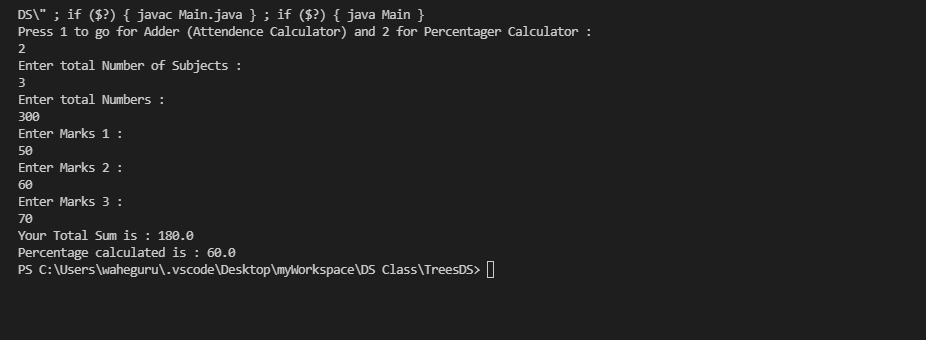 DS\" ; if ($?) { javac Main.java } ; if ($?) { java Main }
Press 1 to go for Adder (Attendence Calculator) and 2 for Percentager Calculator :
2
Enter total Number of Subjects :
3
Enter total Numbers :
300
Enter Marks 1 :
50
Enter Marks 2 :
60
Enter Marks 3 :
70
Your Total Sum is : 180.0
Percentage calculated is : 60.0
PS C:\Users\waheguru\.vscode\Desktop\myWorkspace\DS Class\TreesDS>